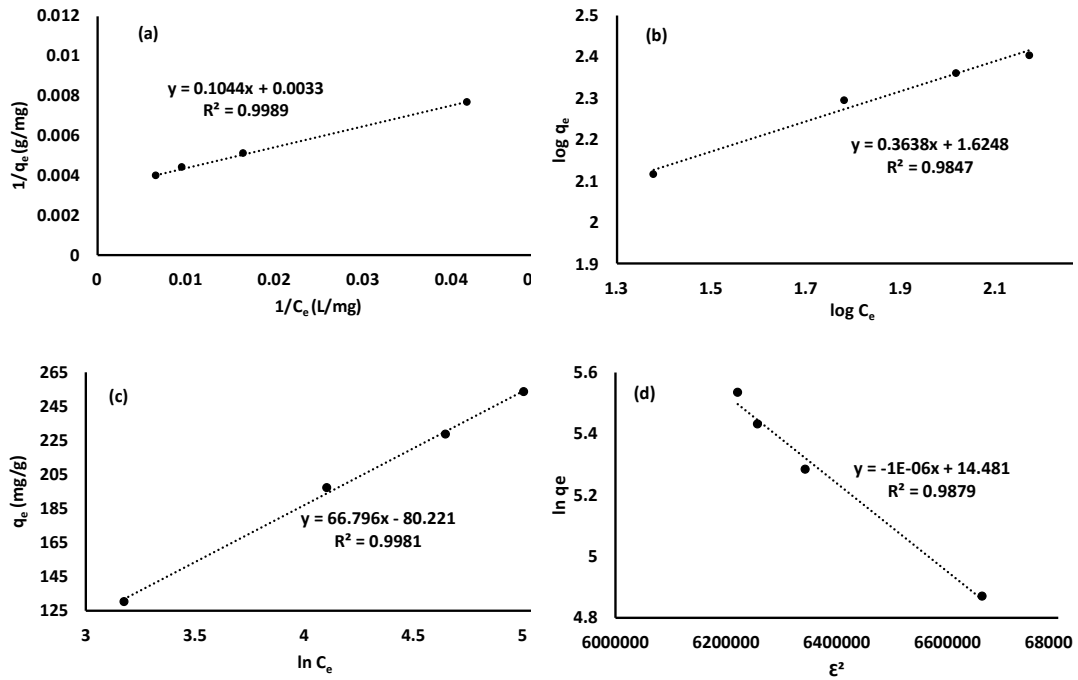 (a)
0.012
0.01
0.008
0.006
0.004
0.002
0
1/qₑ (g/mg)
y = 0.1044x + 0.0033
R² = 0.9989
0 0.01 0.02 0.03 0.04 0
1/Cₑ (L/mg)
(b)
2.5
2.4
2.3
2.2
2.1
2
1.9
log qₑ
y = 0.3638x + 1.6248
R² = 0.9847
1.3 1.5 1.7 1.9 2.1
log Cₑ
(c)
265
245
225
205
185
165
145
125
qₑ (mg/g)
y = 66.796x - 80.221
R² = 0.9981
3 3.5 4 4.5 5
ln Cₑ
(d)
5.6
5.4
5.2
5
4.8
ln qe
y = -1E-06x + 14.481
R² = 0.9879
6000000 6200000 6400000 6600000 68000
Ɛ²